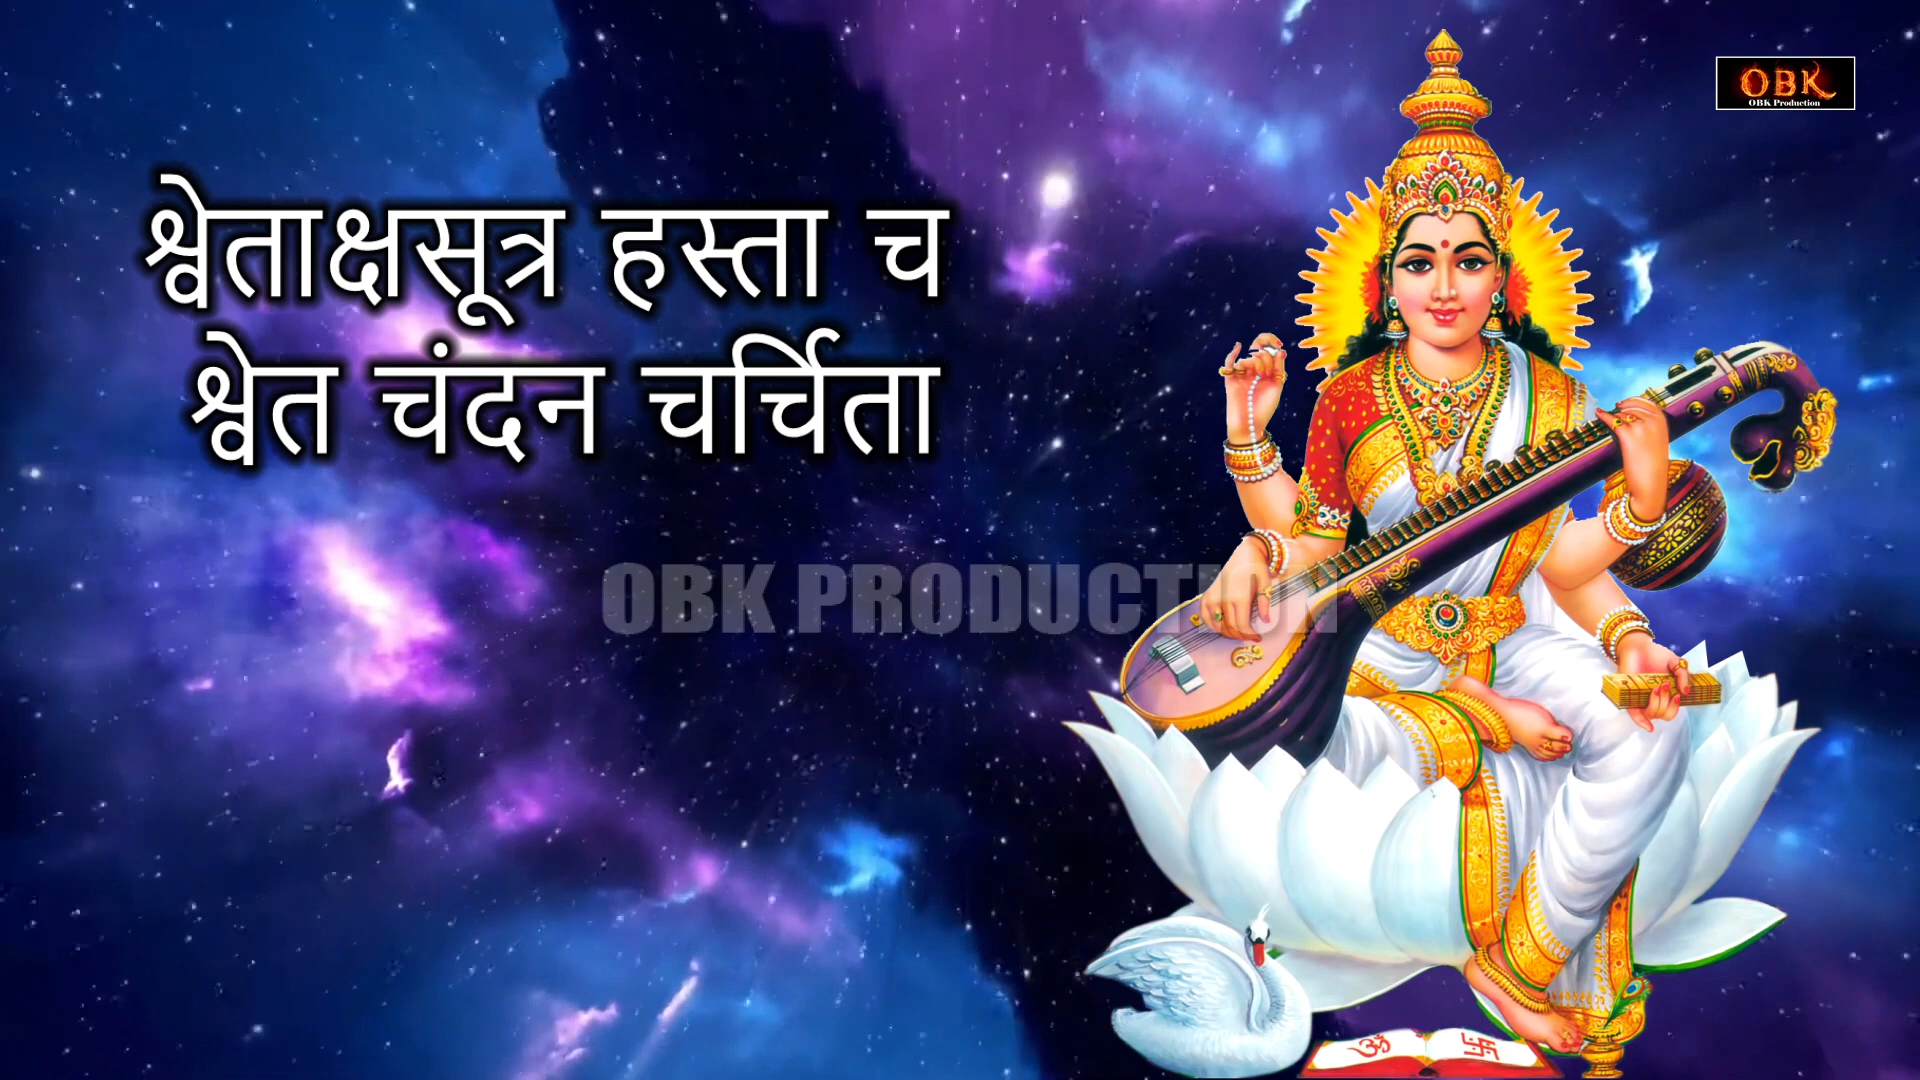 OBK
OBK Production
श्वेताक्षसूत्र हस्ता च
श्वेत चंदन चर्चिता
OBK PRODUCTION
ॐ